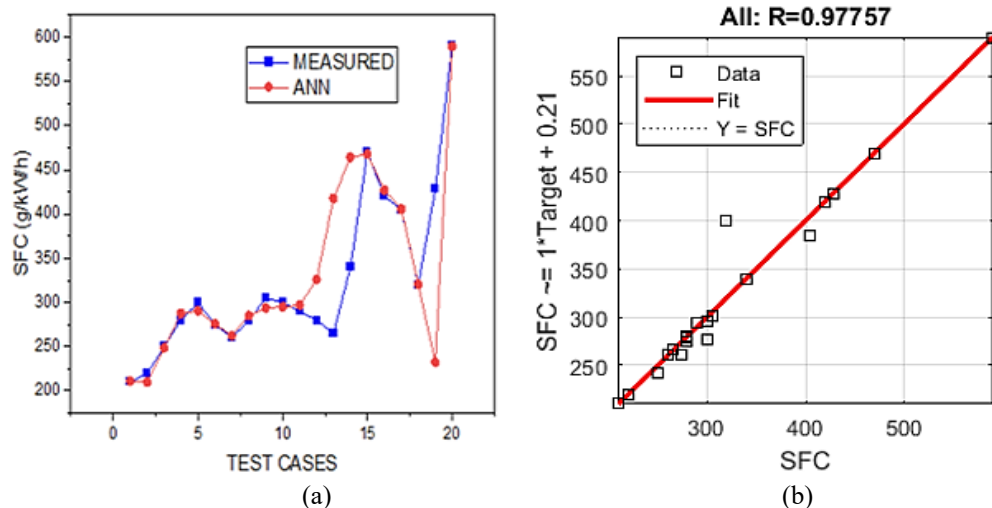 600
550
500
450
400
350
300
250
200
SFC (g/kW/h)
MEASURED
ANN
0
5
10
15
20
TEST CASES
(a)
All: R=0.97757
SFC ~= 1*Target + 0.21
550
500
450
400
350
300
250
Data
Fit
Y = SFC
300
400
500
SFC
(b)